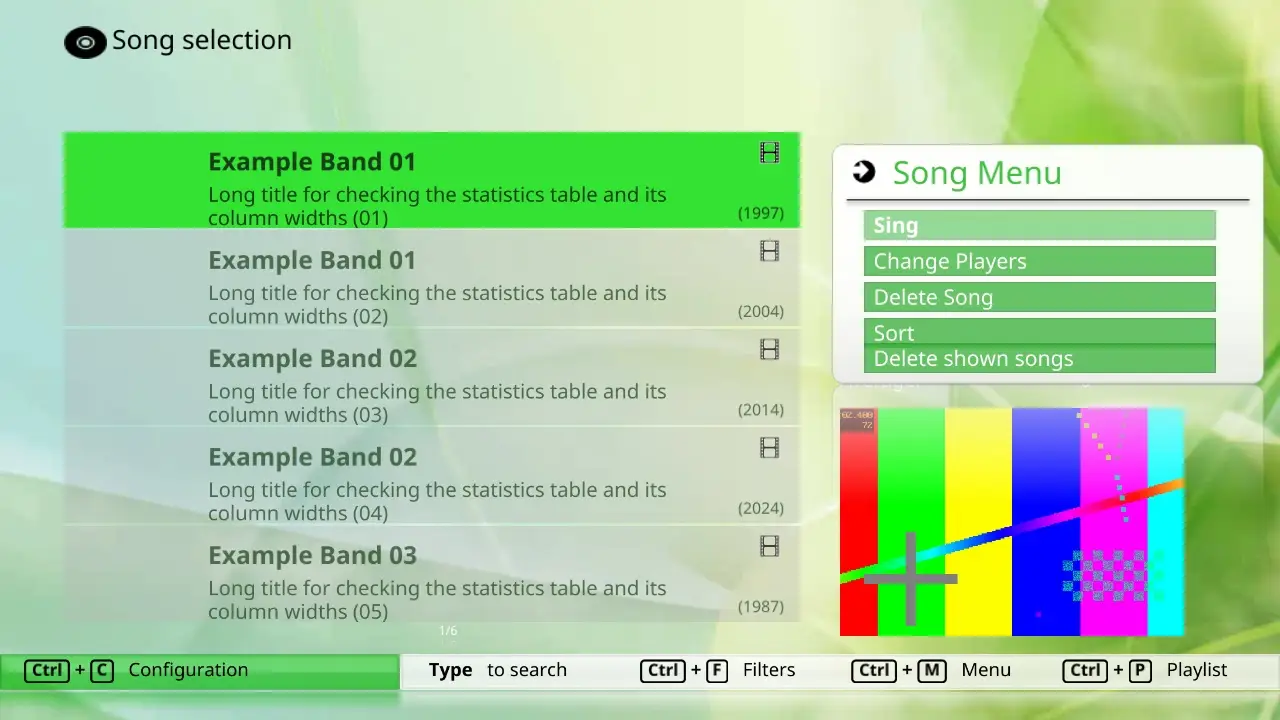 Song selection
Example Band 01
Long title for checking the statistics table and its
column widths (01)
(1997)
Example Band 01
Long title for checking the statistics table and its
column widths (02)
(2004)
Example Band 02
Long title for checking the statistics table and its
column widths (03)
(2014)
Example Band 02
Long title for checking the statistics table and its
column widths (04)
(2024)
Example Band 03
Long title for checking the statistics table and its
column widths (05)
(1987)
1/6
Song Menu
Sing
Change Players
Delete Song
Sort
Delete shown songs
72
Ctrl + C Configuration
Type to search
Ctrl + F Filters
Ctrl + M Menu
Ctrl + P Playlist